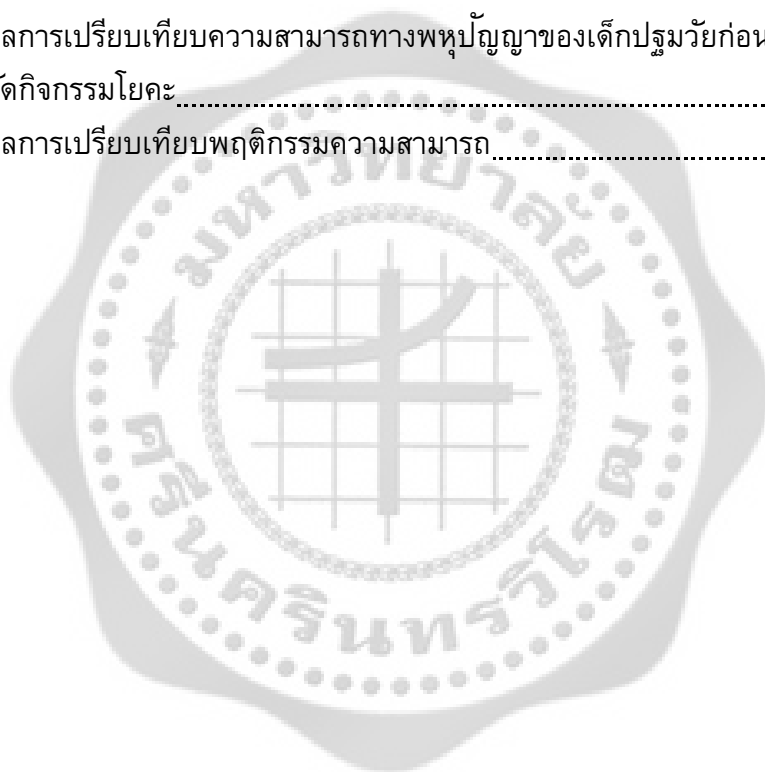 ลการเปรียบเทียบความสามารถทางพหุปัญญาของเด็กปฐมวัยก่อน
ัดกิจกรรมโยคะ
ลการเปรียบเทียบพฤติกรรมความสามารถ
มหาวิทยาลัย
ศรีนครินทรวิโรฒ